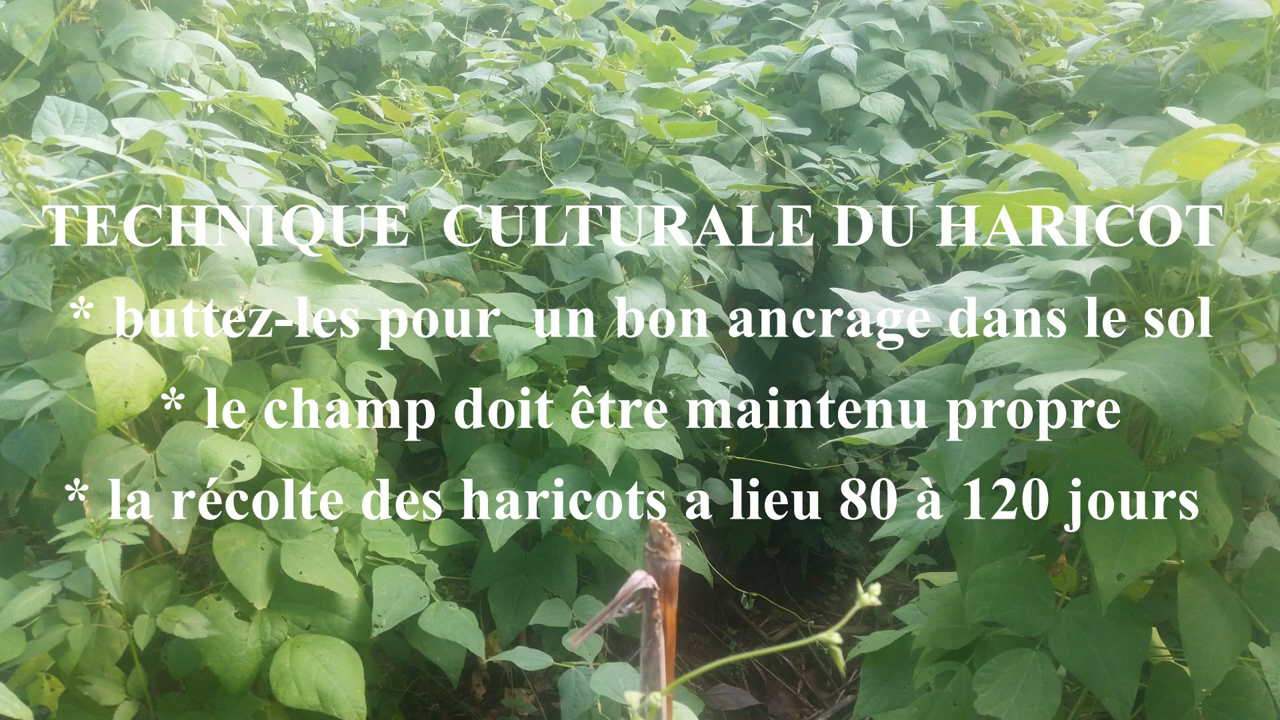 TECHNIQUE  CULTURALE DU HARICOT
* buttez-les pour  un bon ancrage dans le sol
* le champ doit être maintenu propre
* la récolte des haricots a lieu 80 à 120 jours